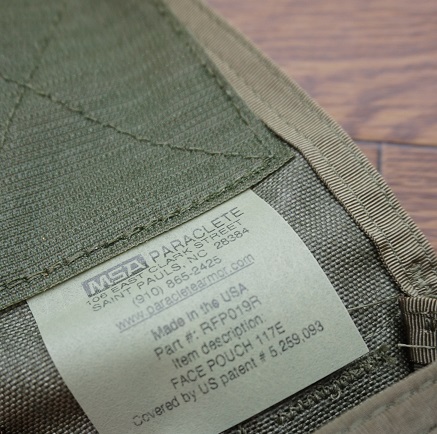 MSA PARACLETE
106 EAST CLARK STREET
SAINT PAULS, NC 28384
(910) 865-2425
www.paracletearmor.com
Made in the USA
Part #: RFP019R
Item description:
FACE POUCH 117E
Covered by US patent # 5,259,093